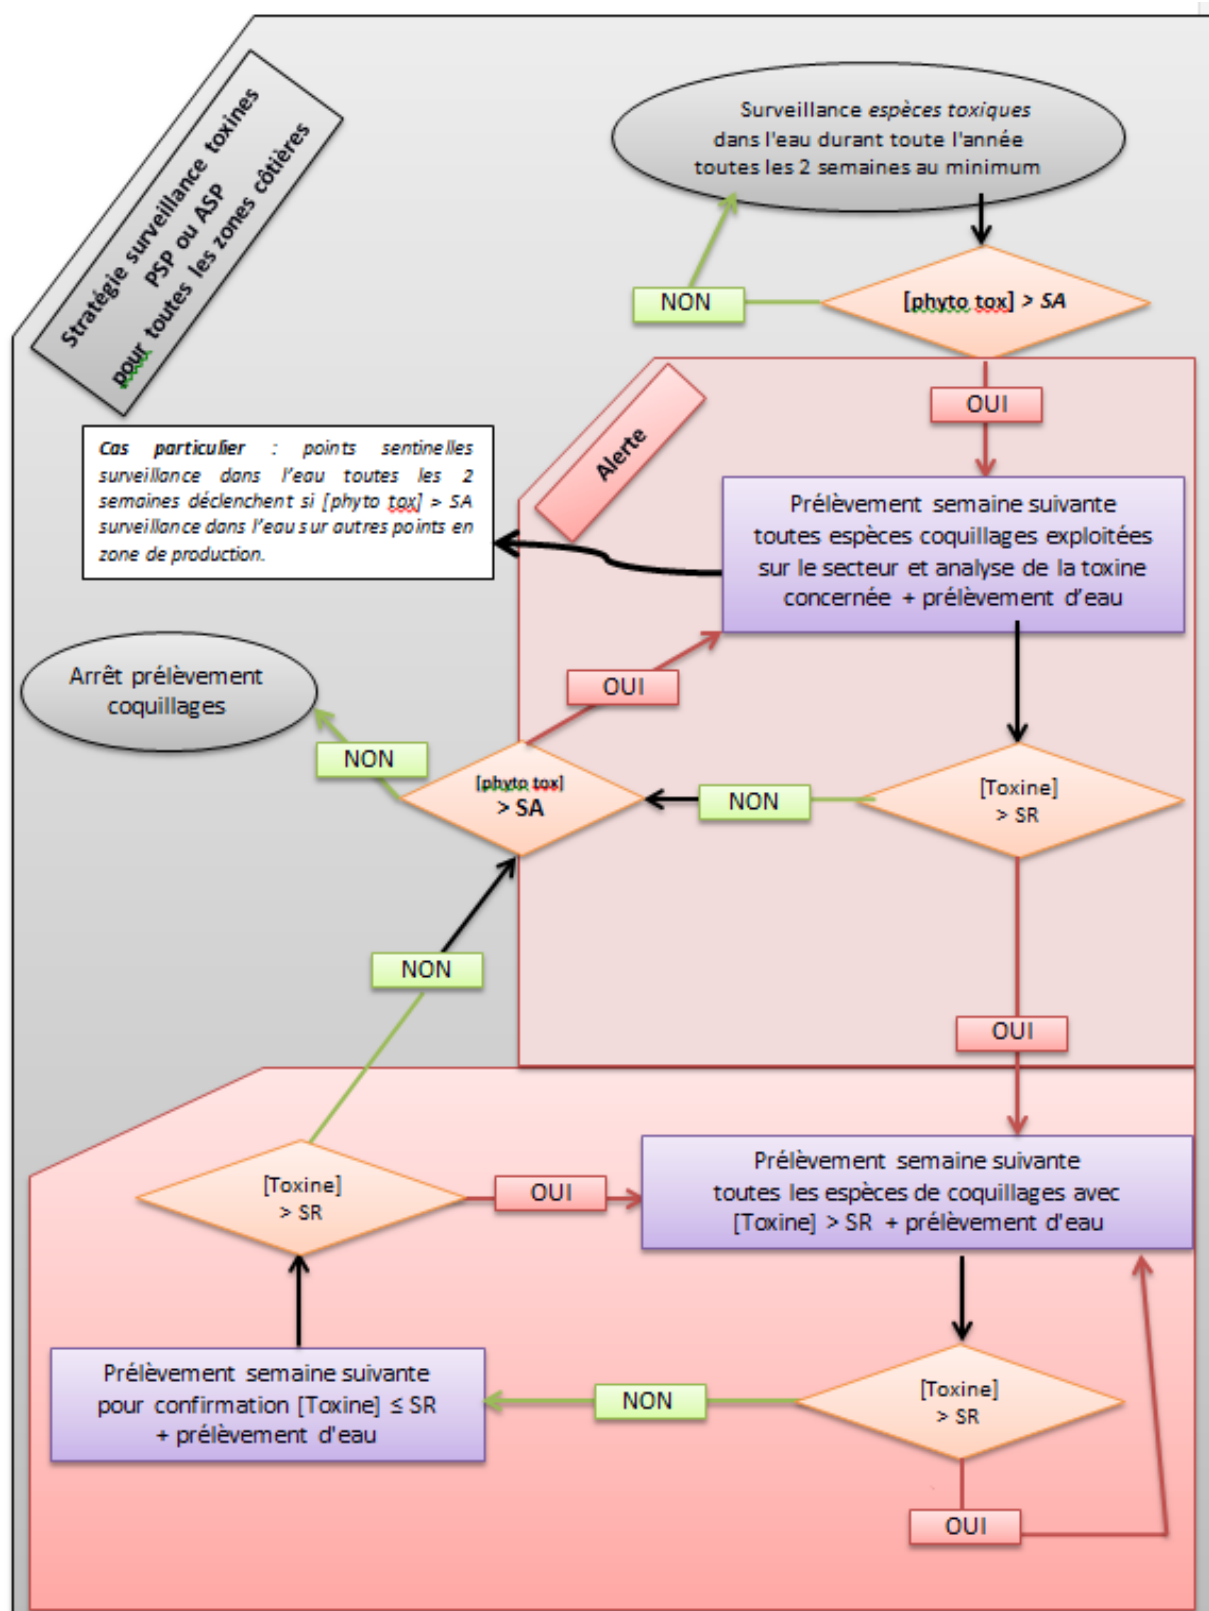 Stratégie surveillance toxines
PSP ou ASP
pour toutes les zones côtières
Surveillance espèces toxiques
dans l'eau durant toute l'année
toutes les 2 semaines au minimum
NON
[phyto tox] > SA
OUI
Alerte
Cas particulier : points sentinelles
surveillance dans l’eau toutes les 2
semaines déclenchent si [phyto tox] > SA
surveillance dans l’eau sur autres points en
zone de production.
Prélèvement semaine suivante
toutes espèces coquillages exploitées
sur le secteur et analyse de la toxine
concernée + prélèvement d’eau
Arrêt prélèvement
coquillages
OUI
NON
[phyto tox]
> SA
NON
[Toxine]
> SR
NON
OUI
[Toxine]
> SR
OUI
Prélèvement semaine suivante
toutes les espèces de coquillages avec
[Toxine] > SR + prélèvement d'eau
Prélèvement semaine suivante
pour confirmation [Toxine] ≤ SR
+ prélèvement d'eau
NON
[Toxine]
> SR
OUI